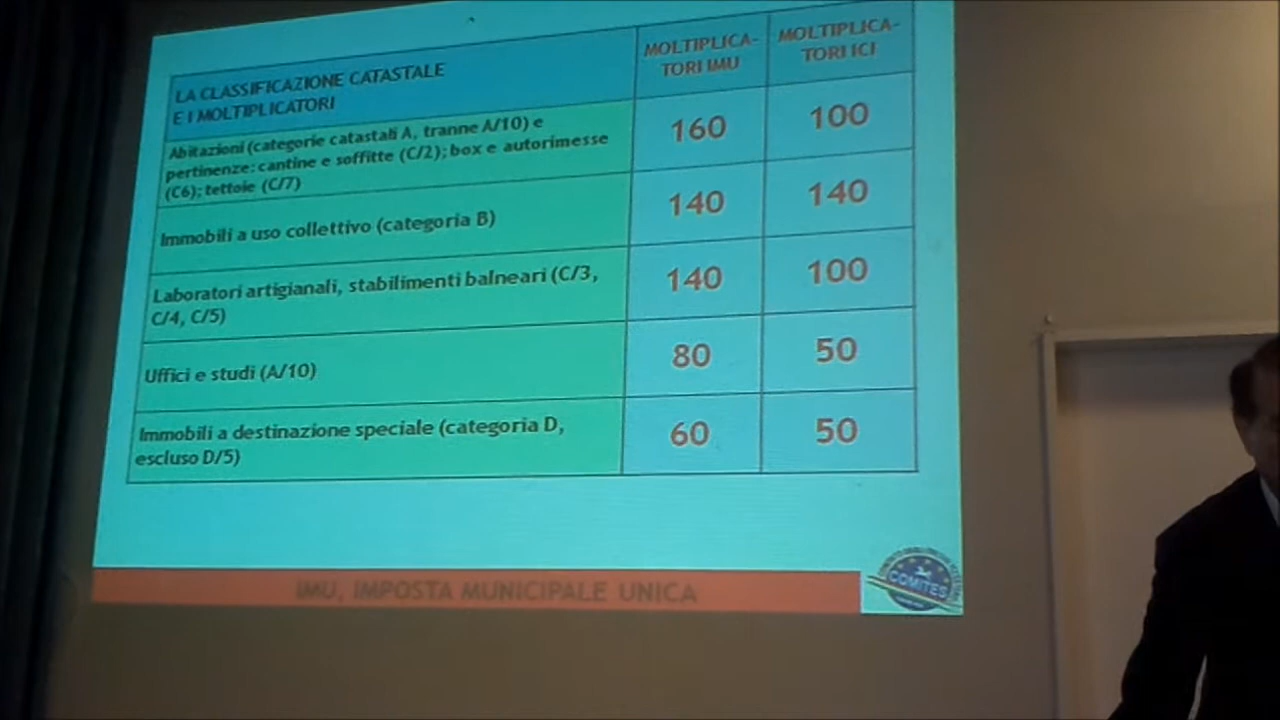 LA CLASSIFICAZIONE CATASTALE
E I MOLTIPLICATORI
MOLTIPLICA-
TORI IMU
MOLTIPLICA-
TORI ICI
Abitazioni (categorie catastali A, tranne A/10) e
pertinenze: cantine e soffitte (C/2); box e autorimesse
(C6); tettoie (C/7)
160
100
Immobili a uso collettivo (categoria B)
140
140
Laboratori artigianali, stabilimenti balneari (C/3,
C/4, C/5)
140
100
Uffici e studi (A/10)
80
50
Immobili a destinazione speciale (categoria D,
escluso D/5)
60
50
IMU, IMPOSTA MUNICIPALE UNICA
COMITES